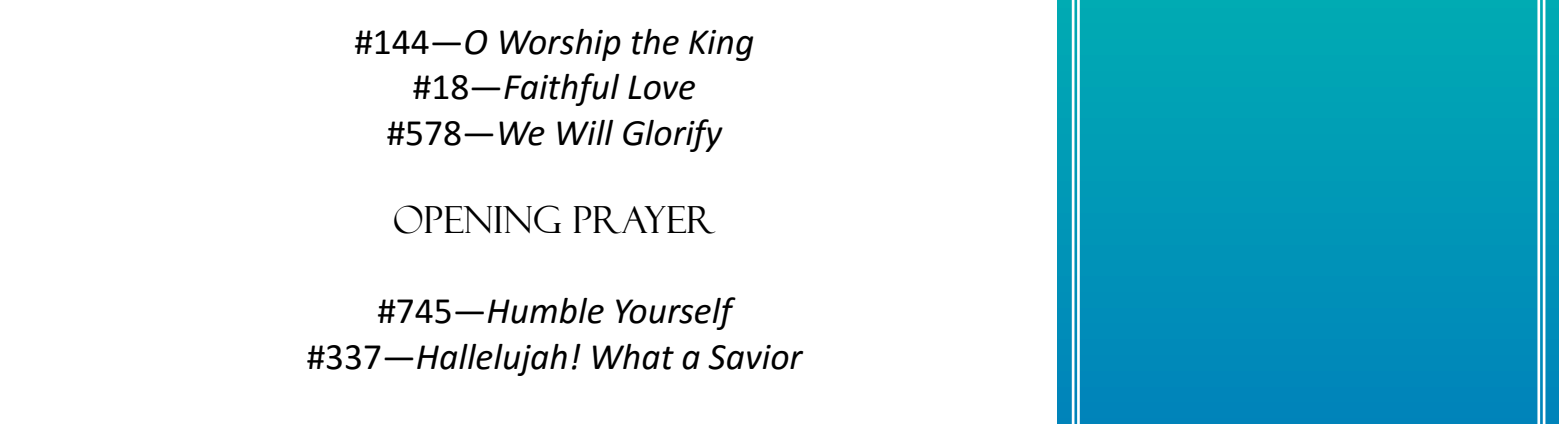 #144—O Worship the King
#18—Faithful Love
#578—We Will Glorify
OPENING PRAYER
#745—Humble Yourself
#337—Hallelujah! What a Savior